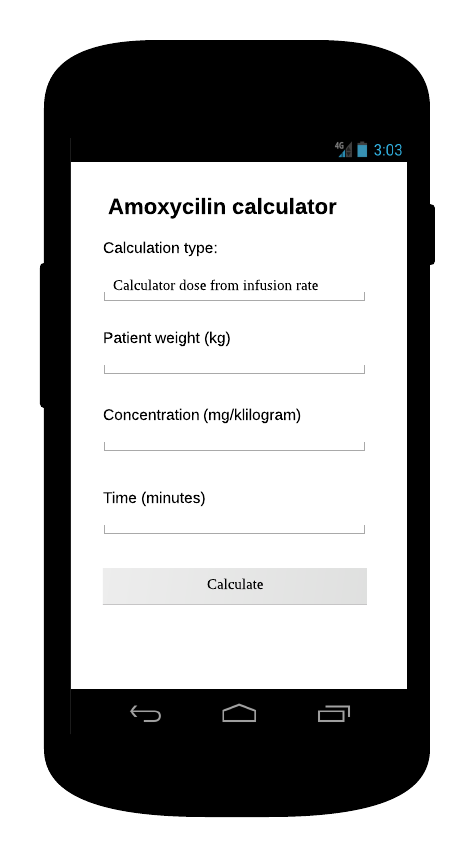 4G 3:03
Amoxycilin calculator
Calculation type:
Calculator dose from infusion rate
Patient weight (kg)
Concentration (mg/klilogram)
Time (minutes)
Calculate